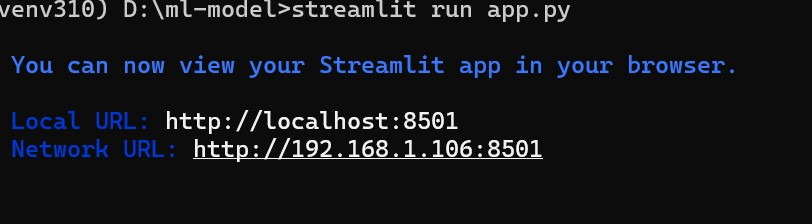 venv310) D:\ml-model>streamlit run app.py
You can now view your Streamlit app in your browser.
Local URL: http://localhost:8501
Network URL: http://192.168.1.106:8501